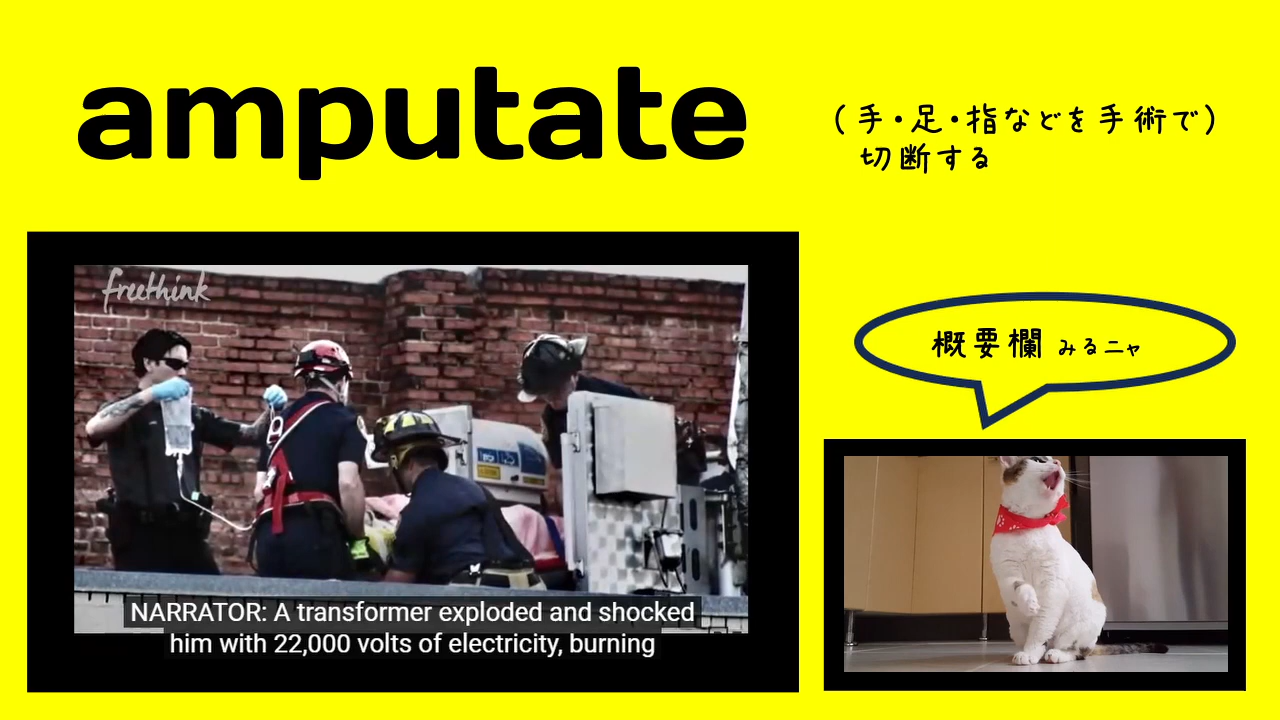 amputate
(手・足・指などを手術で)
切断する
freethink
NARRATOR: A transformer exploded and shocked
him with 22,000 volts of electricity, burning
概要欄 みるニャ